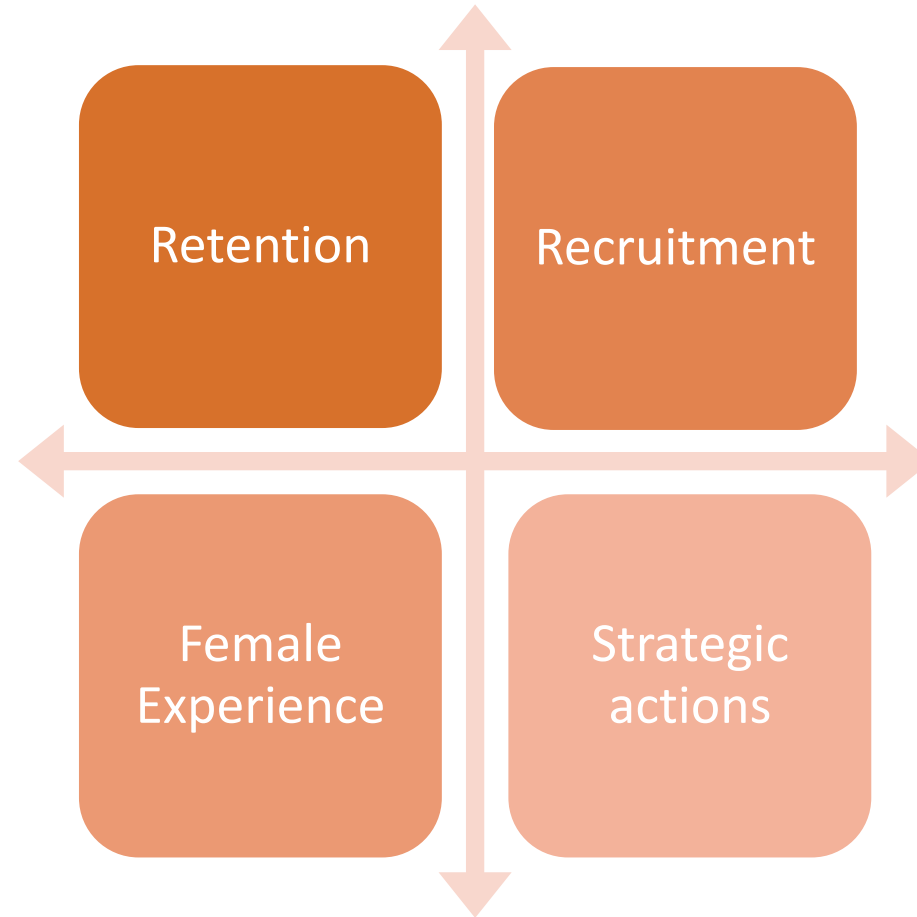 Retention
Recruitment
Female
Experience
Strategic
actions